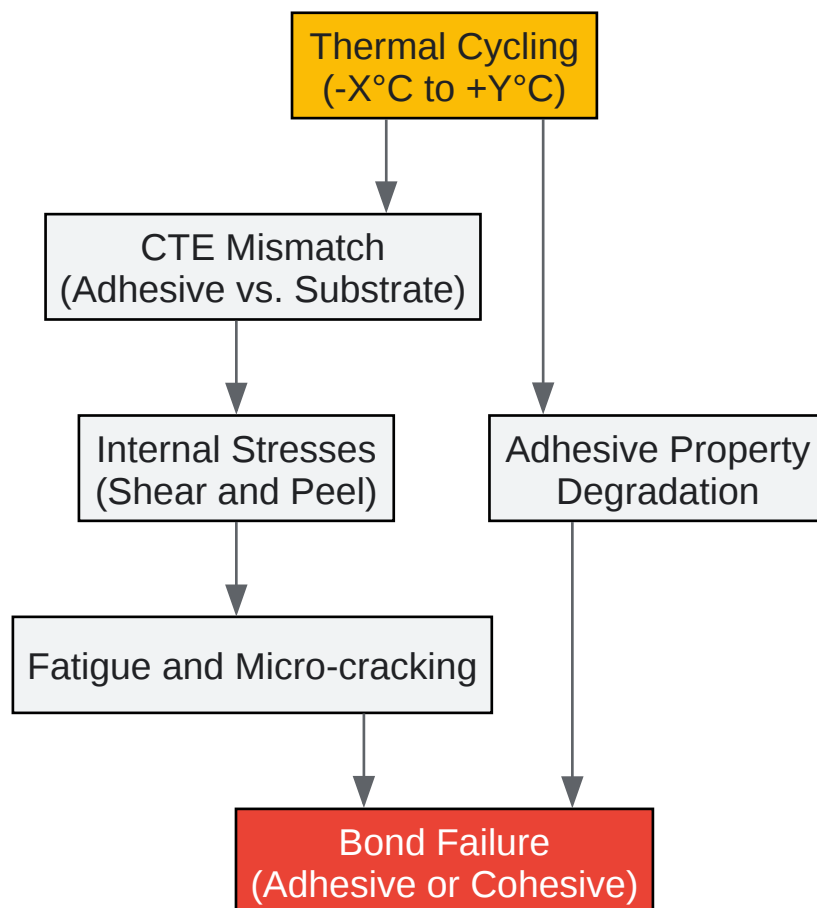 Thermal Cycling
(-X°C to +Y°C)
CTE Mismatch
(Adhesive vs. Substrate)
Internal Stresses
(Shear and Peel)
Adhesive Property
Degradation
Fatigue and Micro-cracking
Bond Failure
(Adhesive or Cohesive)